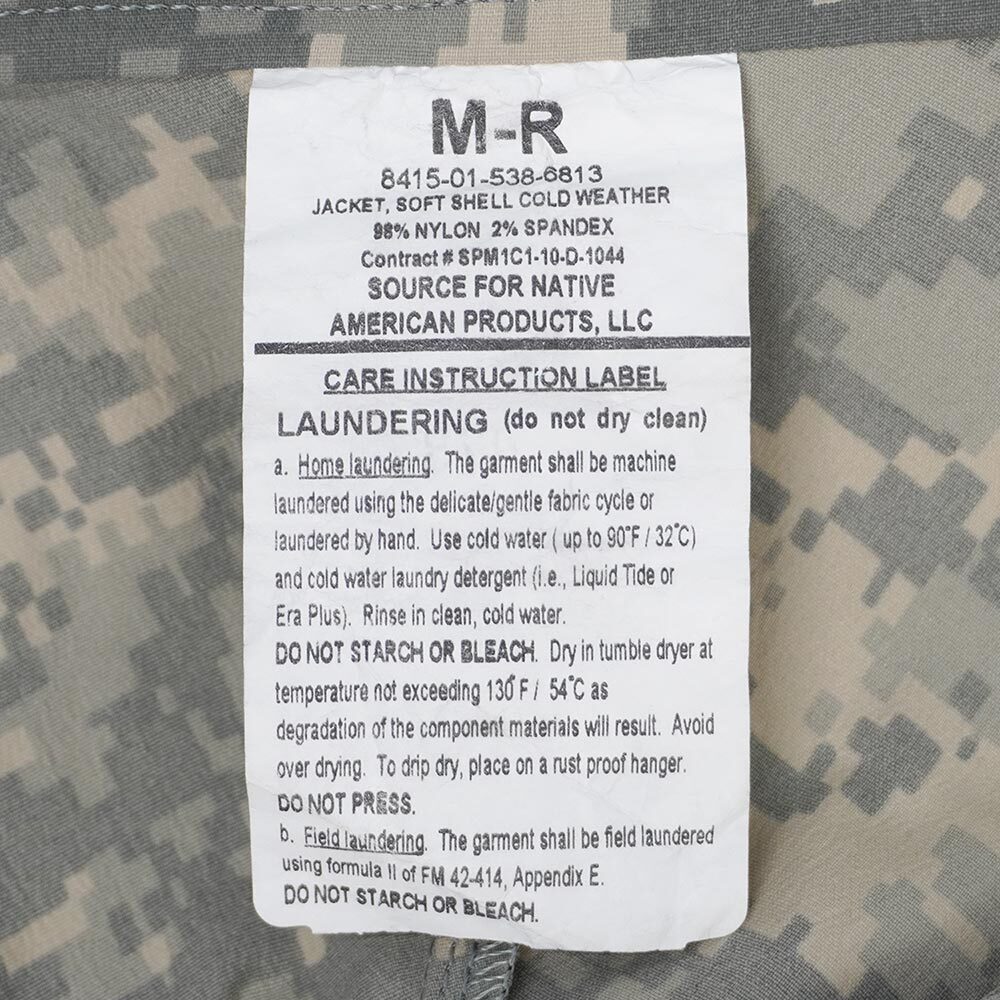 M-R
8415-01-538-6813
JACKET, SOFT SHELL COLD WEATHER
98% NYLON 2% SPANDEX
Contract # SPM1C1-10-D-1044
SOURCE FOR NATIVE
AMERICAN PRODUCTS, LLC
CARE INSTRUCTION LABEL
LAUNDERING (do not dry clean)
a. Home laundering. The garment shall be machine
laundered using the delicate/gentle fabric cycle or
laundered by hand. Use cold water ( up to 90°F / 32°C)
and cold water laundry detergent (i.e., Liquid Tide or
Era Plus). Rinse in clean, cold water.
DO NOT STARCH OR BLEACH. Dry in tumble dryer at
temperature not exceeding 130°F / 54°C as
degradation of the component materials will result. Avoid
over drying. To drip dry, place on a rust proof hanger.
DO NOT PRESS.
b. Field laundering. The garment shall be field laundered
using formula II of FM 42-414, Appendix E.
DO NOT STARCH OR BLEACH.